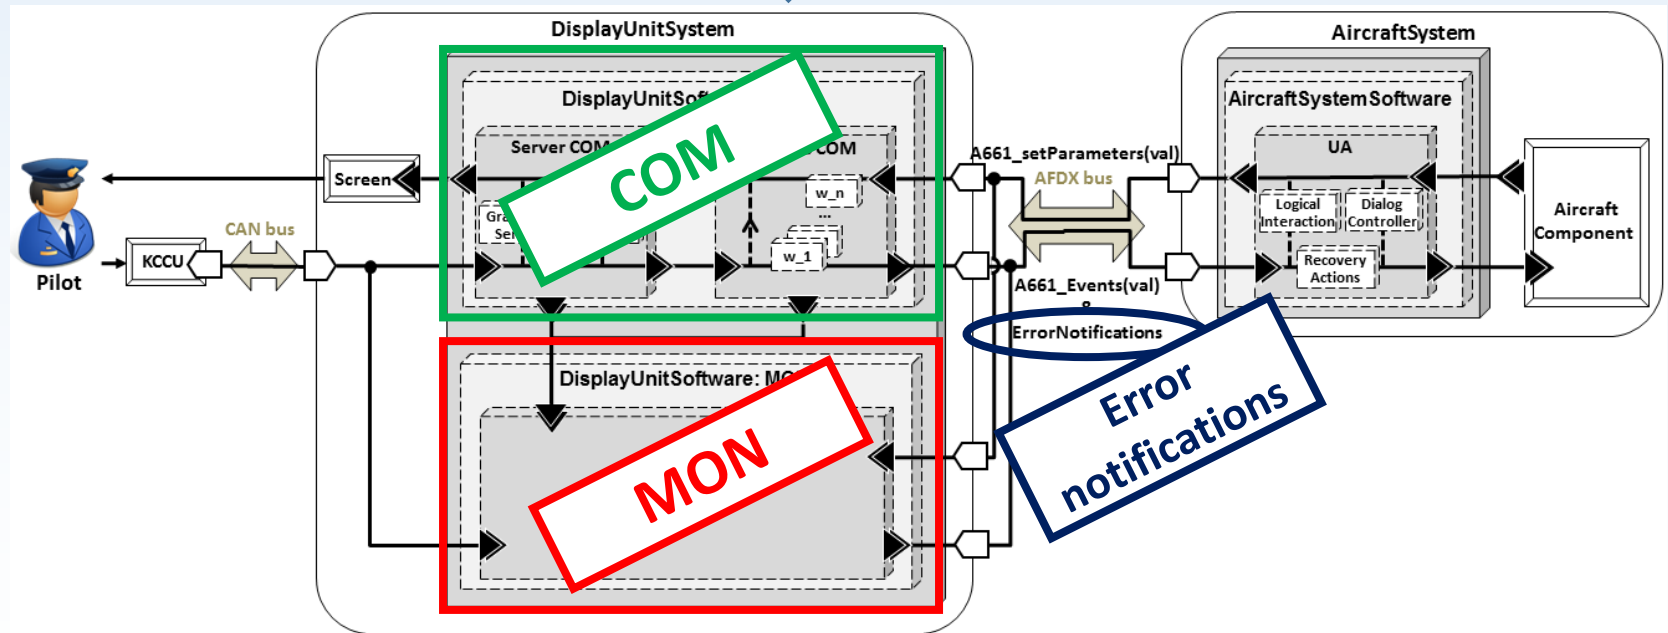 DisplayUnitSystem
AircraftSystem
DisplayUnitSof
AircraftSystemSoftware
Server COM
COM
UA
COM
A661_setParameters(val)
AFDX bus
Screen
w_n
...
w_1
Logical
Interaction
Dialog
Controller
Aircraft
Component
CAN bus
KCCU
Pilot
Recovery
Actions
A661_Events(val)
ErrorNotifications
DisplayUnitSoftware:
MON
Error
notifications